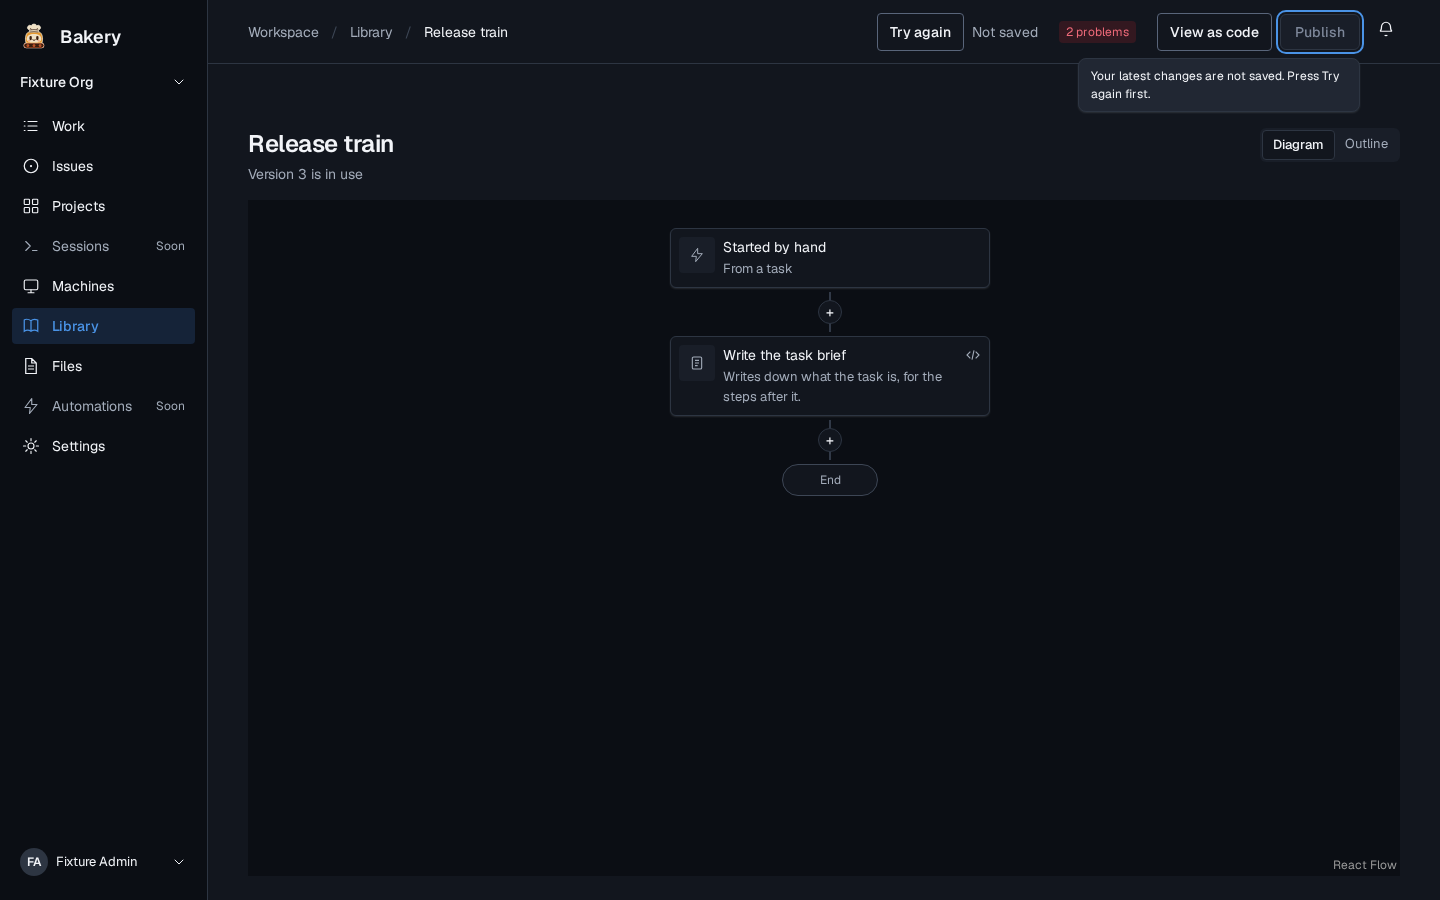 Bakery
Fixture Org
Work
Issues
Projects
Sessions Soon
Machines
Library
Files
Automations Soon
Settings
FA Fixture Admin
Workspace / Library / Release train
Try again Not saved 2 problems View as code Publish
Your latest changes are not saved. Press Try
again first.
Release train
Version 3 is in use
Diagram Outline
Started by hand
From a task
+
Write the task brief
Writes down what the task is, for the
steps after it.
+
End
React Flow